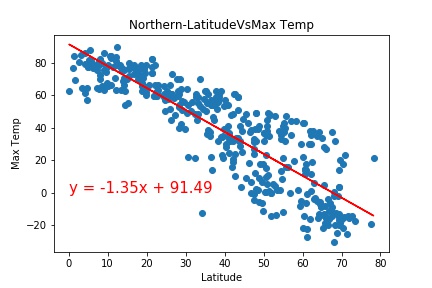 Northern-LatitudeVsMax Temp
Max Temp
80
60
40
20
0
−20
y = -1.35x + 91.49
0 10 20 30 40 50 60 70 80
Latitude